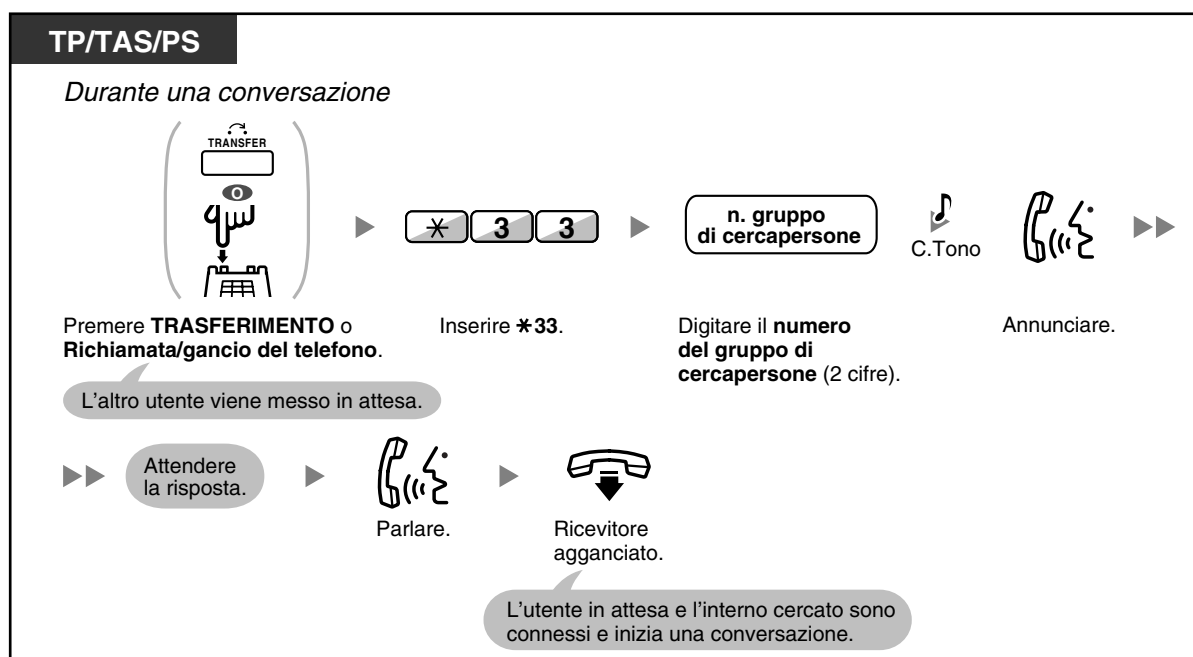 TP/TAS/PS
Durante una conversazione
TRANSFER
O
* 3 3
n. gruppo
di cercapersone
C.Tono
Premere TRASFERIMENTO o
Richiamata/gancio del telefono.
L'altro utente viene messo in attesa.
Inserire *33.
Digitare il numero
del gruppo di
cercapersone (2 cifre).
Annunciare.
Attendere
la risposta.
Parlare.
Ricevitore
agganciato.
L'utente in attesa e l'interno cercato sono
connessi e inizia una conversazione.